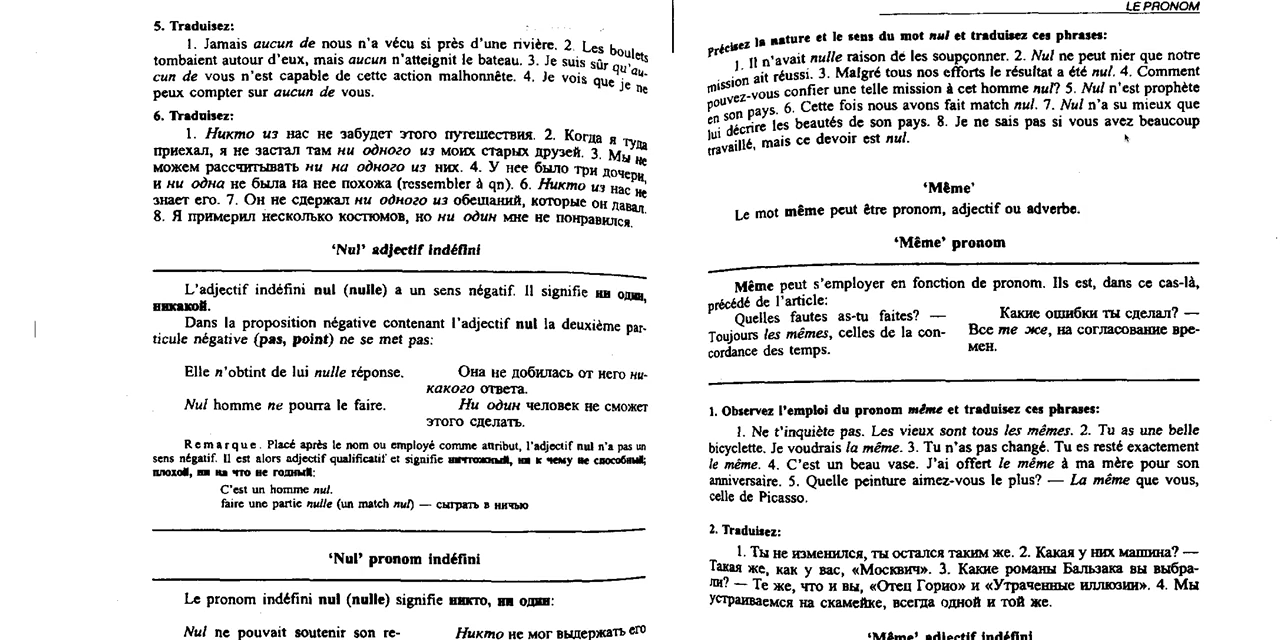 5. Traduisez:
1. Jamais aucun de nous n'a vécu si près d'une rivière. 2. Les boulets
tombaient autour d'eux, mais aucun n'atteignit le bateau. 3. Je suis sûr qu'au-
cun de vous n'est capable de cette action malhonnête. 4. Je vois que je ne
peux compter sur aucun de vous.
6. Traduisez:
1. Никто из нас не забудет этого путешествия. 2. Когда я туда
приехал, я не застал там ни одного из моих старых друзей. 3. Мы не
можем рассчитывать ни на одного из них. 4. У нее было три дочери,
и ни одна не была на нее похожа (ressembler à qn). 6. Никто из нас не
знает его. 7. Он не сдержал ни одного из обещаний, которые он давал.
8. Я примерил несколько костюмов, но ни один мне не понравился.
'Nul' adjectif indéfini
L'adjectif indéfini nul (nulle) a un sens négatif. Il signifie ни один,
никакой.
Dans la proposition négative contenant l'adjectif nul la deuxième par-
ticule négative (pas, point) ne se met pas:
Elle n'obtint de lui nulle réponse.
Она не добилась от него ни-
какого ответа.
Nul homme ne pourra le faire.
Ни один человек не сможет
этого сделать.
Remarque. Placé après le nom ou employé comme attribut, l'adjectif nul n'a pas un
sens négatif. Il est alors adjectif qualificatif et signifie ничтожный, ни к чему не способный;
плохой, ни на что не годный:
C'est un homme nul.
faire une partie nulle (un match nul) — сыграть в ничью
'Nul' pronom indéfini
Le pronom indéfini nul (nulle) signifie никто, ни один:
Nul ne pouvait soutenir son re-
Никто не мог выдержать его
LE PRONOM
Précisez la nature et le sens du mot nul et traduisez ces phrases:
1. Il n'avait nulle raison de les soupçonner. 2. Nul ne peut nier que notre
mission ait réussi. 3. Malgré tous nos efforts le résultat a été nul. 4. Comment
pouvez-vous confier une telle mission à cet homme nul? 5. Nul n'est prophète
en son pays. 6. Cette fois nous avons fait match nul. 7. Nul n'a su mieux que
lui décrire les beautés de son pays. 8. Je ne sais pas si vous avez beaucoup
travaillé, mais ce devoir est nul.
'Même'
Le mot même peut être pronom, adjectif ou adverbe.
'Même' pronom
Même peut s'employer en fonction de pronom. Ils est, dans ce cas-là,
précédé de l'article:
Quelles fautes as-tu faites? —
Toujours les mêmes, celles de la con-
cordance des temps.
Какие ошибки ты сделал? —
Все те же, на согласование вре-
мен.
1. Observez l'emploi du pronom même et traduisez ces phrases:
1. Ne t'inquiète pas. Les vieux sont tous les mêmes. 2. Tu as une belle
bicyclette. Je voudrais la même. 3. Tu n'as pas changé. Tu es resté exactement
le même. 4. C'est un beau vase. J'ai offert le même à ma mère pour son
anniversaire. 5. Quelle peinture aimez-vous le plus? — La même que vous,
celle de Picasso.
2. Traduisez:
1. Ты не изменился, ты остался таким же. 2. Какая у них машина? —
Такая же, как у вас, «Москвич». 3. Какие романы Бальзака вы выбра-
ли? — Те же, что и вы, «Отец Горио» и «Утраченные иллюзии». 4. Мы
устраиваемся на скамейке, всегда одной и той же.
'Même' adjectif indéfini